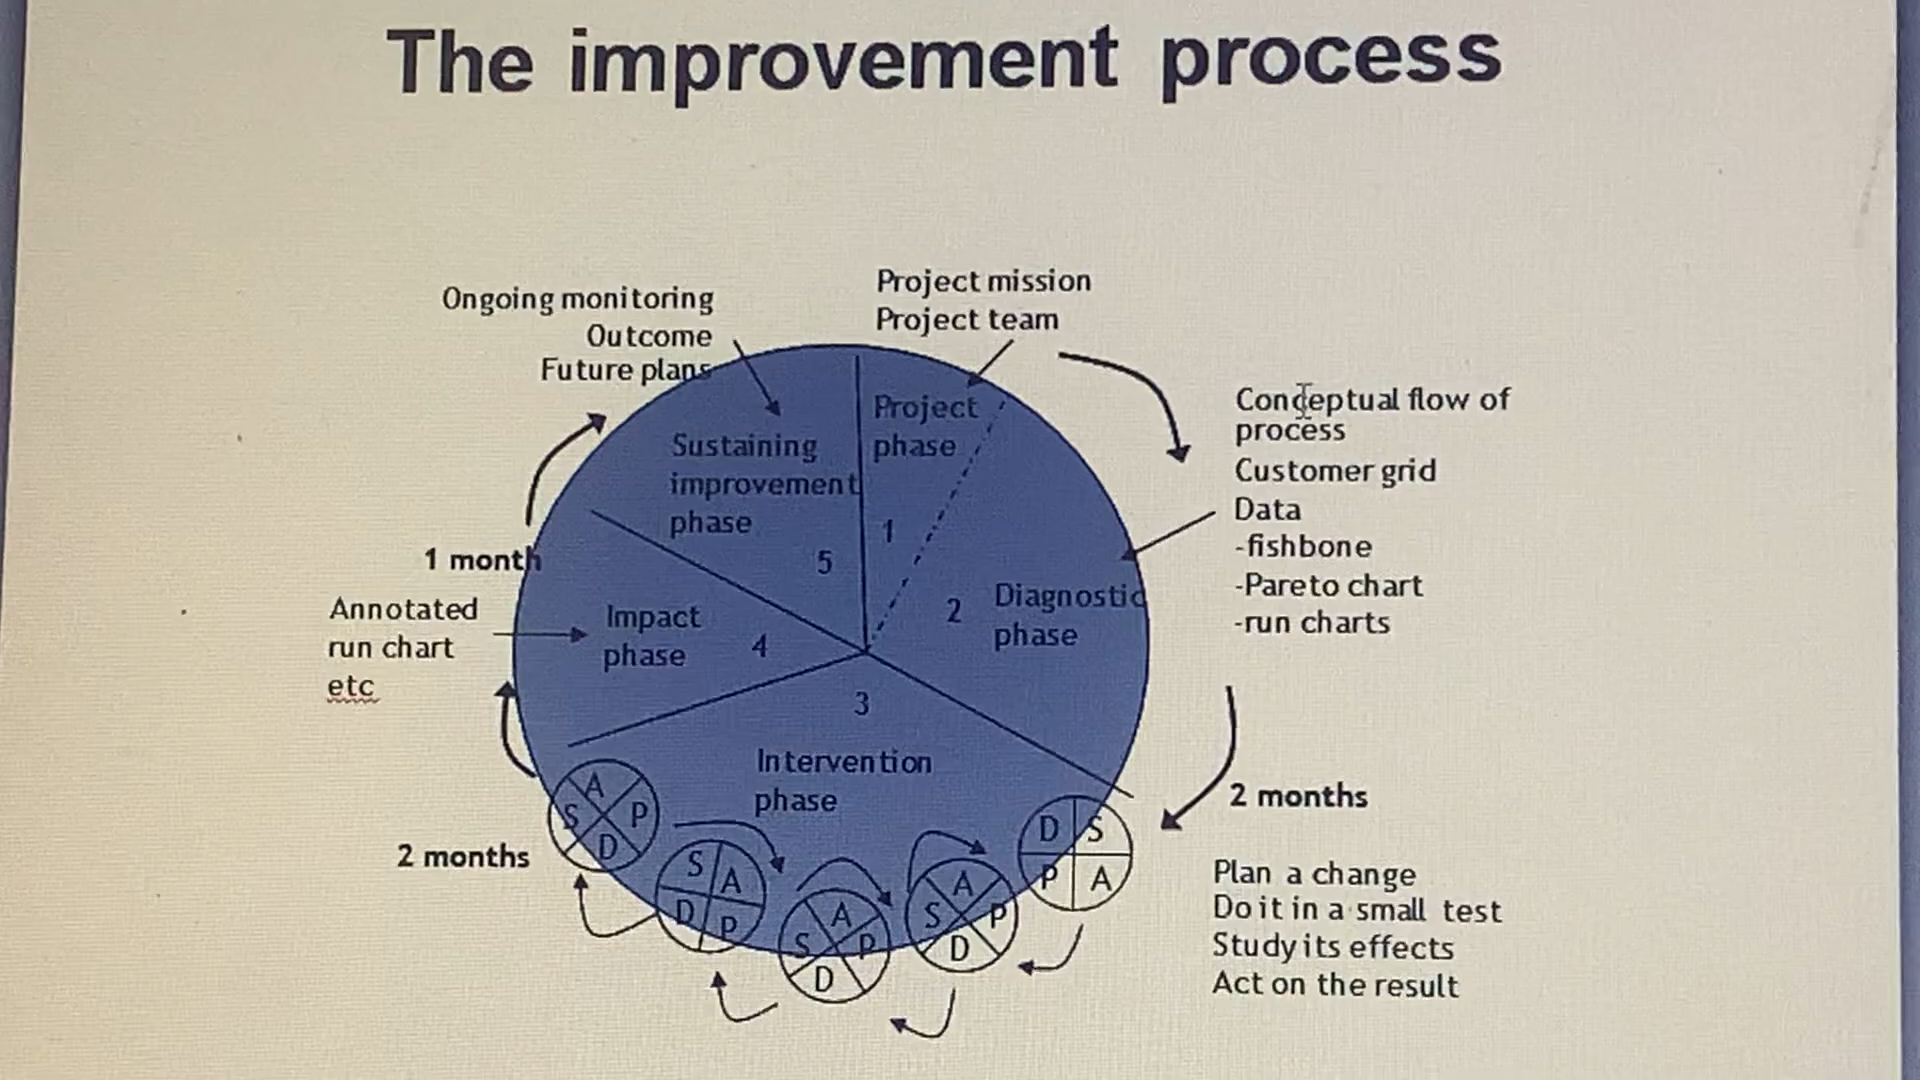 The improvement process
Ongoing monitoring
Outcome
Future plans
Project mission
Project team
Project
phase
1
Conceptual flow of
process
Customer grid
Data
-fishbone
-Pareto chart
-run charts
2
Diagnostic
phase
2 months
Plan a change
Do it in a small test
Study its effects
Act on the result
3
Intervention
phase
D S
P A
A
S P
D
A
S P
D
S A
D P
A
S P
D
2 months
Impact
phase
4
Annotated
run chart
etc
1 month
Sustaining
improvement
phase
5